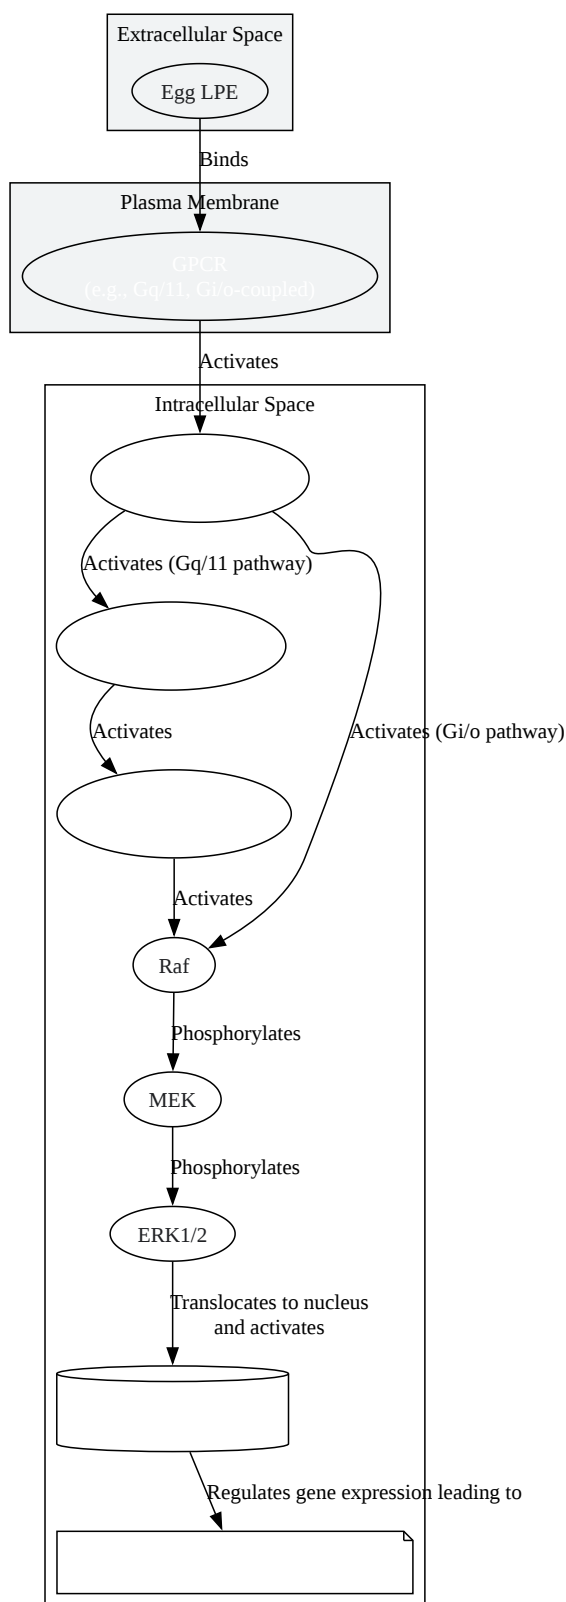 Extracellular Space
Egg LPE
Binds
Plasma Membrane
GPCR
(e.g., Gq/11, Gi/o-coupled)
Activates
Intracellular Space
Activates (Gq/11 pathway)
Activates
Activates (Gi/o pathway)
Activates
Raf
Phosphorylates
MEK
Phosphorylates
ERK1/2
Translocates to nucleus
and activates
Regulates gene expression leading to